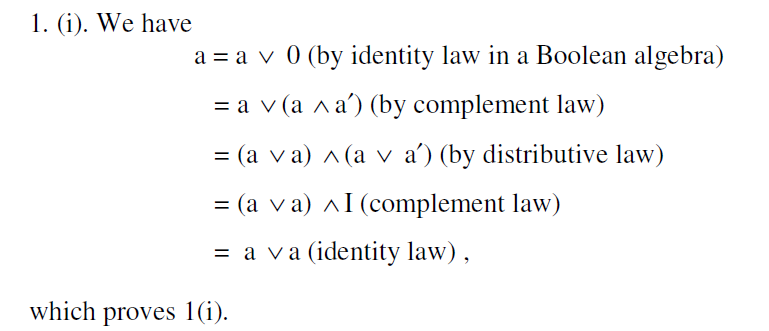 1. (i). We have
a = a ∨ 0 (by identity law in a Boolean algebra)
= a ∨ (a ∧ a′) (by complement law)
= (a ∨ a) ∧ (a ∨ a′) (by distributive law)
= (a ∨ a) ∧ I (complement law)
= a ∨ a (identity law) ,
which proves 1(i).